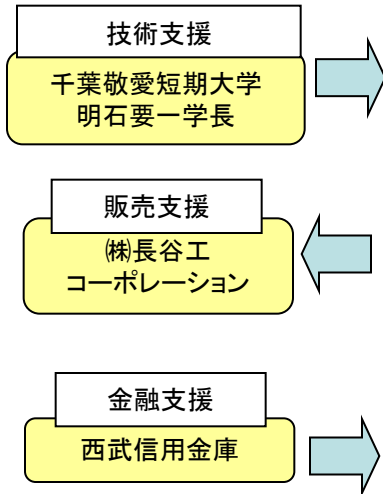 技術支援
千葉敬愛短期大学
明石要一学長
販売支援
㈱長谷工
コーポレーション
金融支援
西武信用金庫